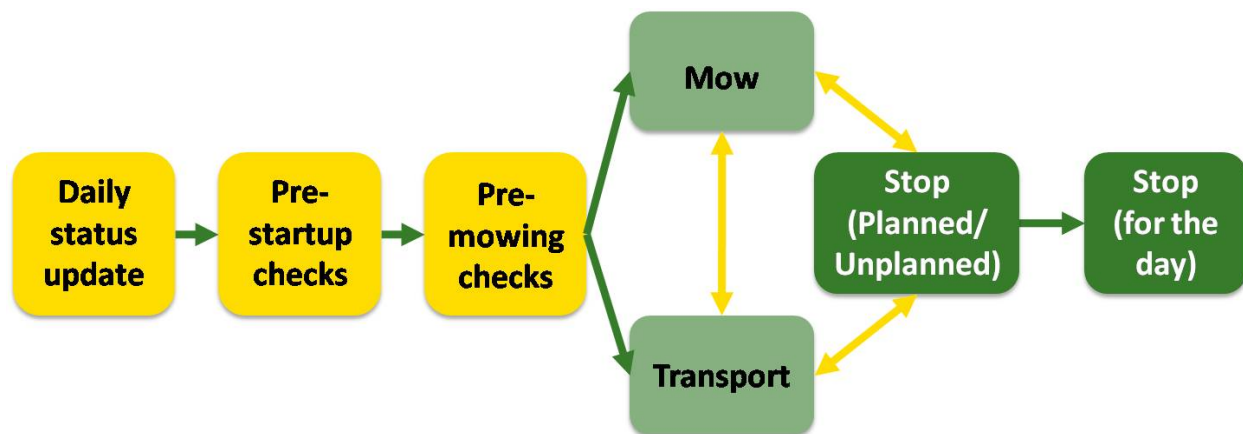 Daily
status
update
Pre-
startup
checks
Pre-
mowing
checks
Mow
Transport
Stop
(Planned/
Unplanned)
Stop
(for the
day)